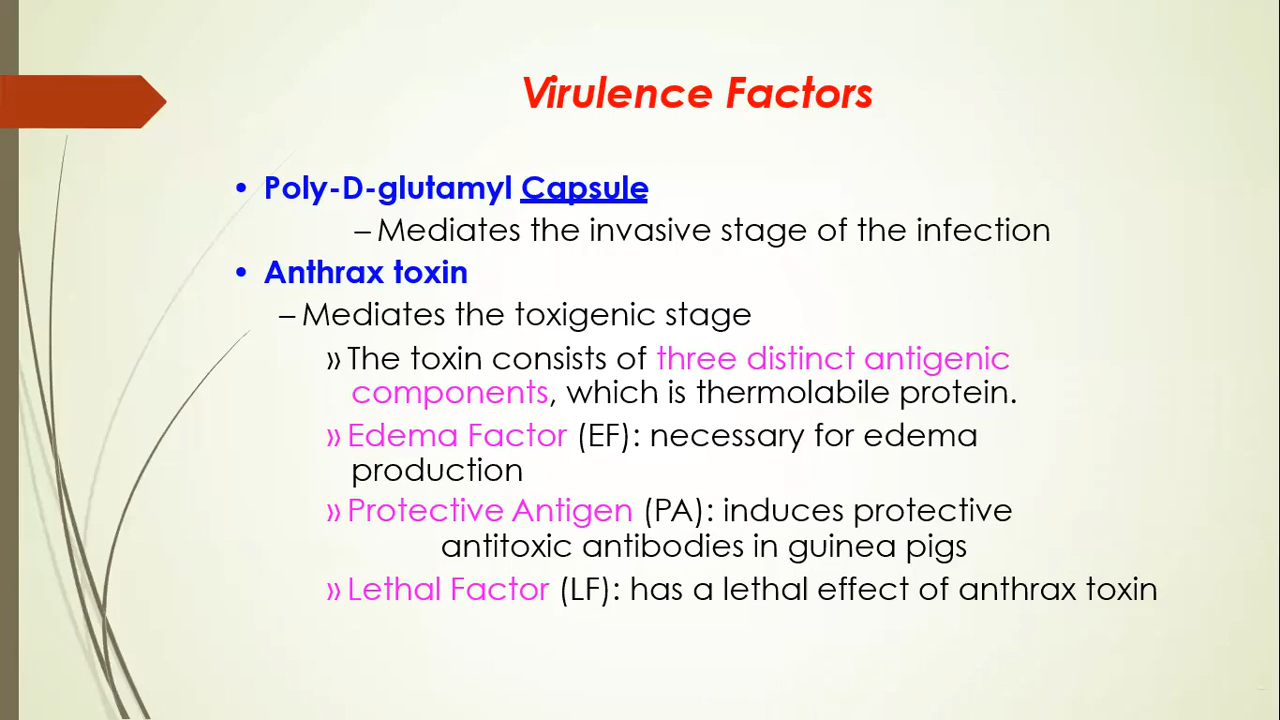 Virulence Factors
• Poly-D-glutamyl Capsule
– Mediates the invasive stage of the infection
• Anthrax toxin
– Mediates the toxigenic stage
» The toxin consists of three distinct antigenic
components, which is thermolabile protein.
» Edema Factor (EF): necessary for edema
production
» Protective Antigen (PA): induces protective
antitoxic antibodies in guinea pigs
» Lethal Factor (LF): has a lethal effect of anthrax toxin